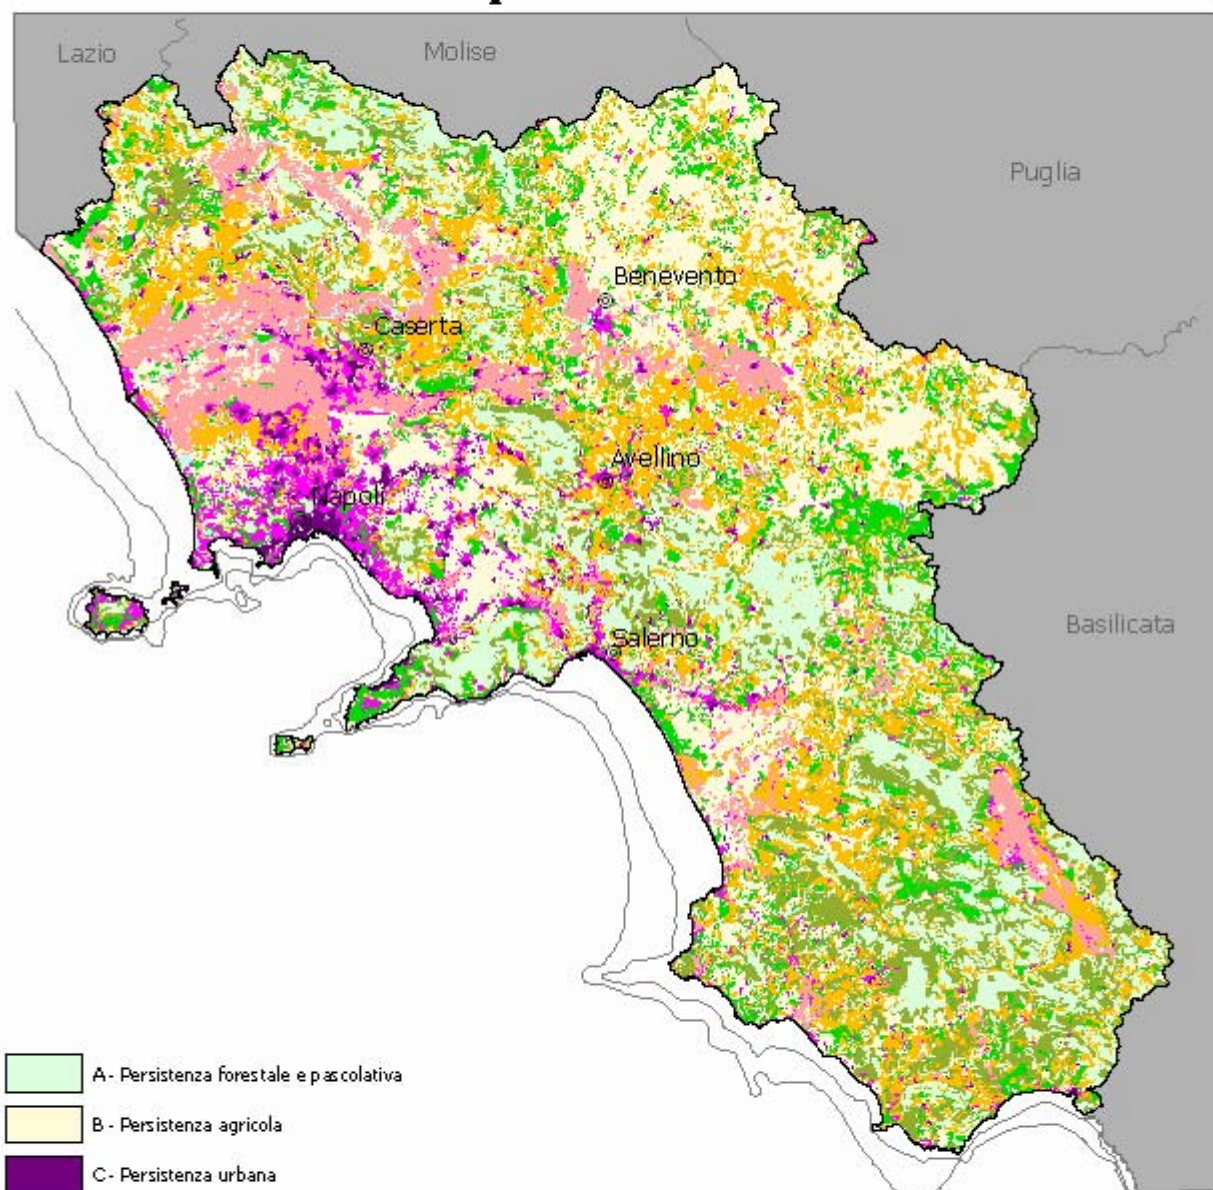 Lazio
Molise
Puglia
Benevento
Caserta
Avellino
Napoli
Salerno
Basilicata
A - Persistenza forestale e pascolativa
B - Persistenza agricola
C - Persistenza urbana